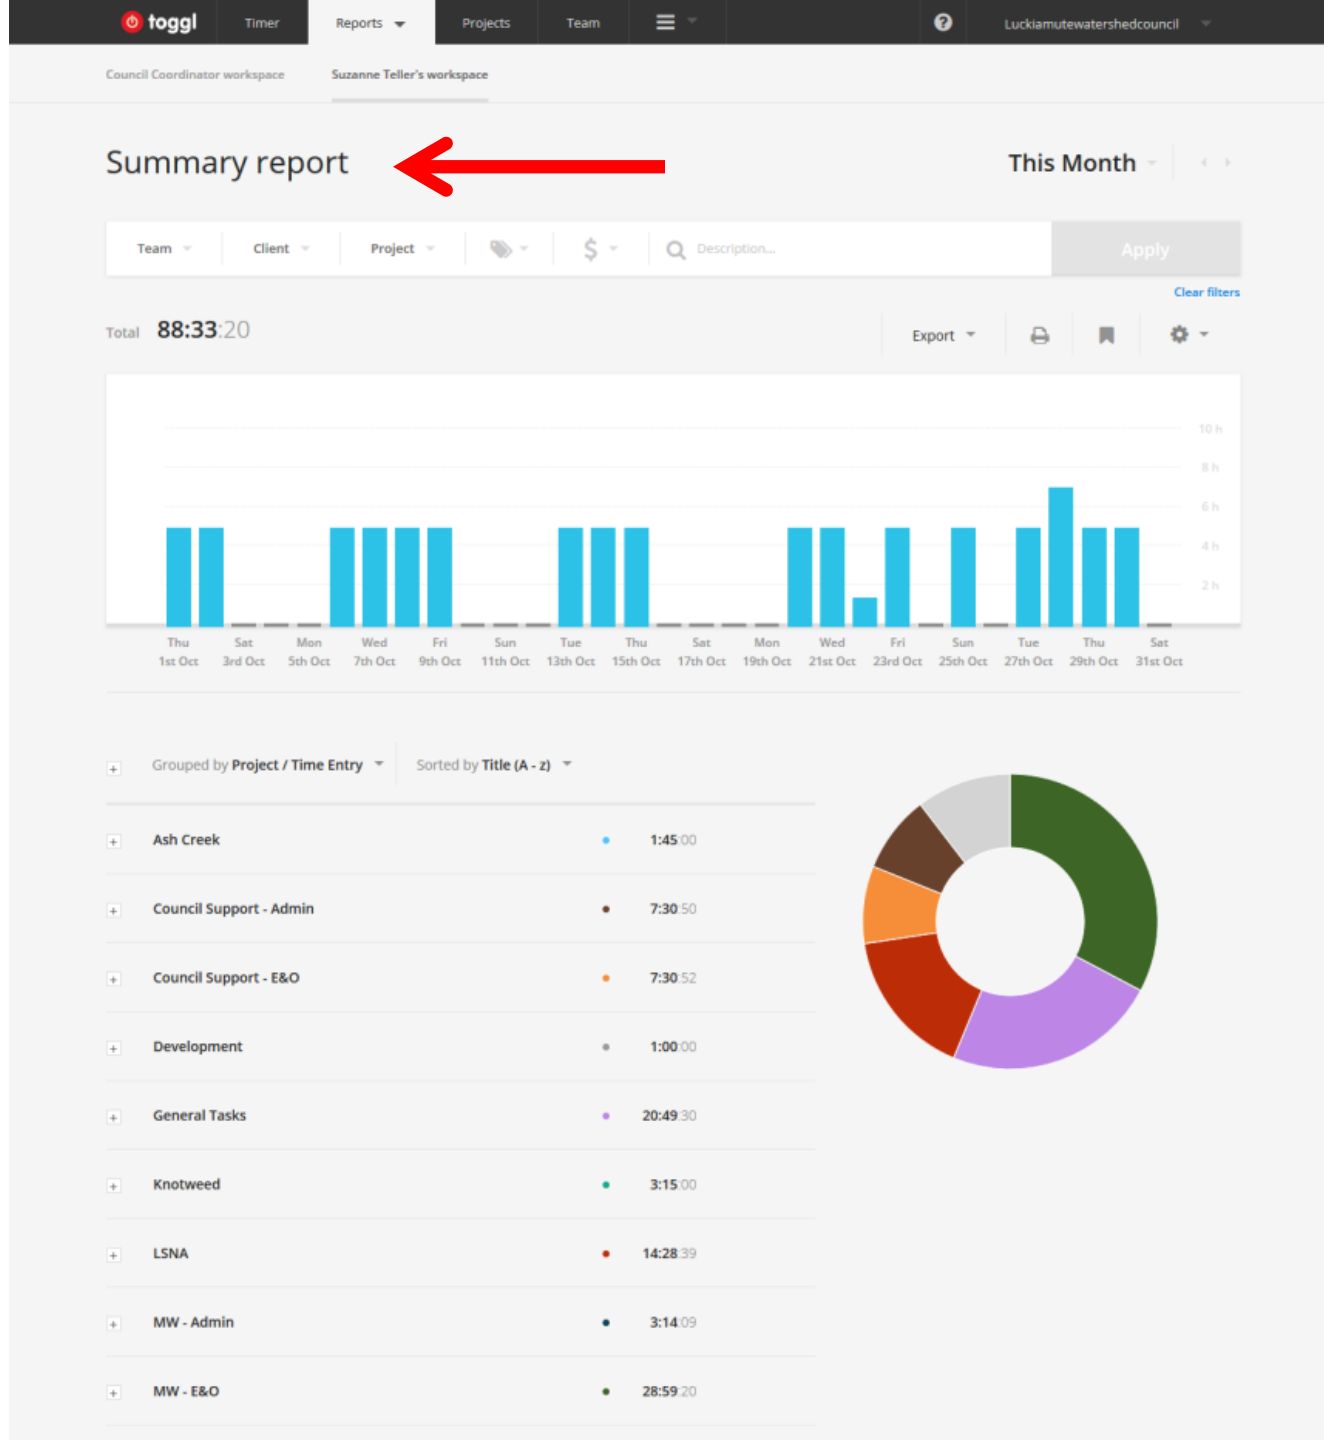 toggl Timer Reports Projects Team Luckiamutewatershedcouncil
Council Coordinator workspace Suzanne Teller's workspace
Summary report This Month
Team Client Project $ Description... Apply
Clear filters
Total 88:33:20 Export
10 h
8 h
6 h
4 h
2 h
Thu Sat Mon Wed Fri Sun Tue Thu Sat Mon Wed Fri Sun Tue Thu Sat
1st Oct 3rd Oct 5th Oct 7th Oct 9th Oct 11th Oct 13th Oct 15th Oct 17th Oct 19th Oct 21st Oct 23rd Oct 25th Oct 27th Oct 29th Oct 31st Oct
Grouped by Project / Time Entry Sorted by Title (A - z)
Ash Creek 1:45:00
Council Support - Admin 7:30:50
Council Support - E&O 7:30:52
Development 1:00:00
General Tasks 20:49:30
Knotweed 3:15:00
LSNA 14:28:39
MW - Admin 3:14:09
MW - E&O 28:59:20